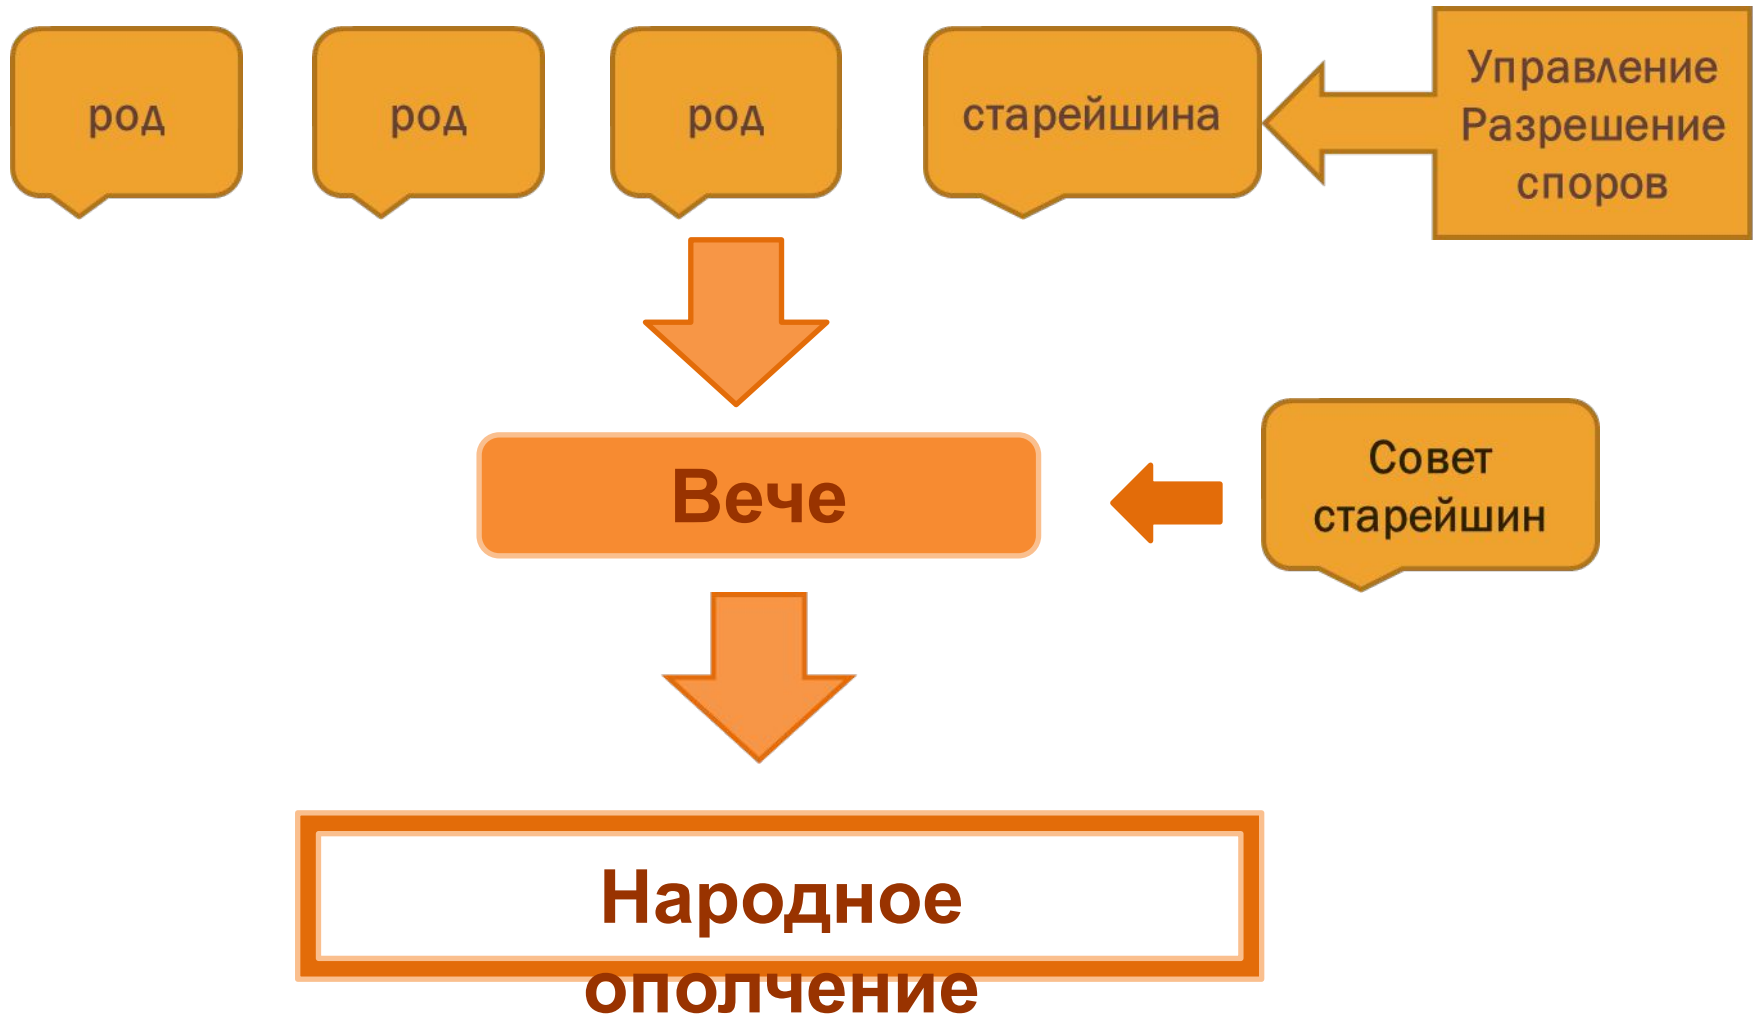 род
род
род
старейшина
Управление
Разрешение
споров
Вече
Совет
старейшин
Народное
ополчение